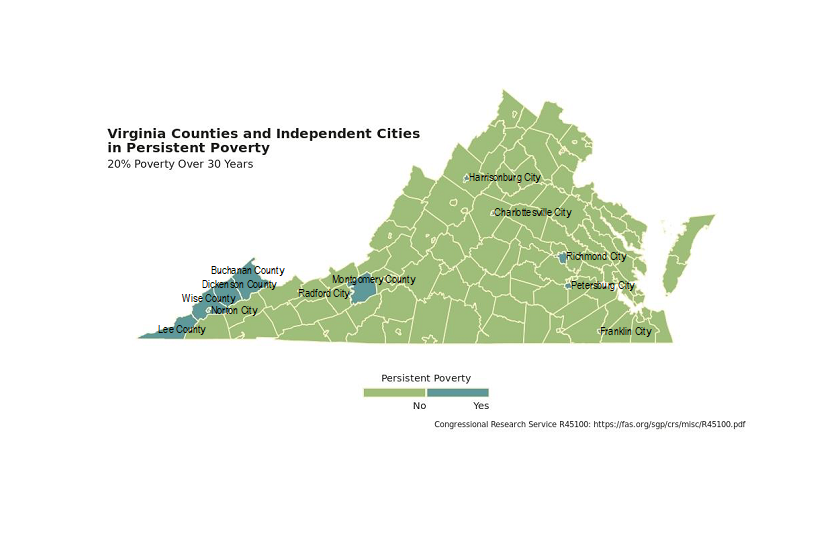 Virginia Counties and Independent Cities
in Persistent Poverty
20% Poverty Over 30 Years
Harrisonburg City
Charlottesville City
Richmond City
Buchanan County
Montgomery County
Dickenson County
Petersburg City
Radford City
Wise County
Norton City
Lee County
Franklin City
Persistent Poverty
No Yes
Congressional Research Service R45100: https://fas.org/sgp/crs/misc/R45100.pdf